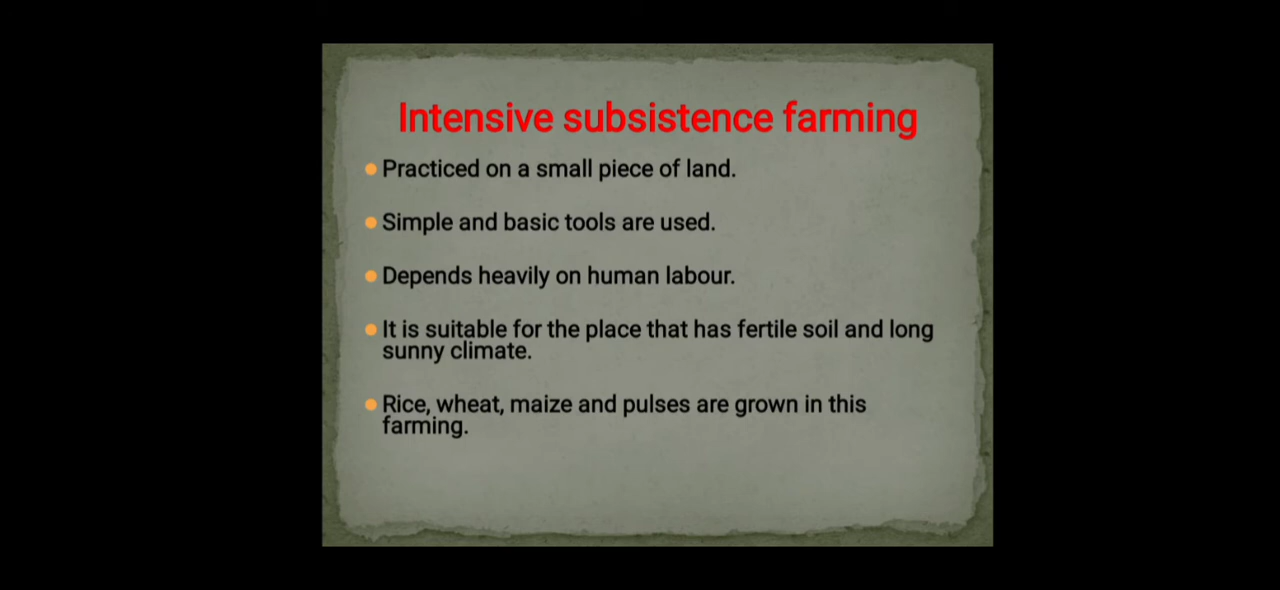 Intensive subsistence farming
Practiced on a small piece of land.
Simple and basic tools are used.
Depends heavily on human labour.
It is suitable for the place that has fertile soil and long
sunny climate.
Rice, wheat, maize and pulses are grown in this
farming.